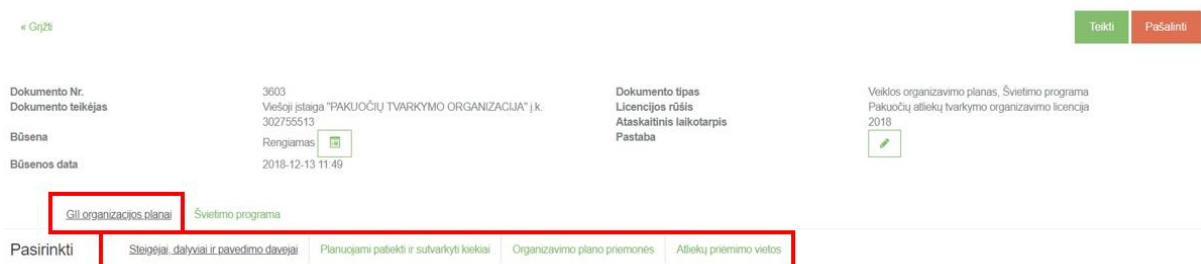 « Grįžti
Teikti Pašalinti
Dokumento Nr. 3603 Dokumento tipas Veiklos organizavimo planas, Švietimo programa
Dokumento teikėjas Viešoji įstaiga "PAKUOČIŲ TVARKYMO ORGANIZACIJA" į.k. Licencijos rūšis Pakuočių atliekų tvarkymo organizavimo licencija
302755513 Ataskaitinis laikotarpis 2018
Būsena Rengiamas Pastaba
Būsenos data 2018-12-13 11:49
GII organizacijos planai Švietimo programa
Pasirinkti Steigėjai, dalyviai ir pavedimo davėjai Planuojami patiekti ir sutvarkyti kiekiai Organizavimo plano priemonės Atliekų priėmimo vietos